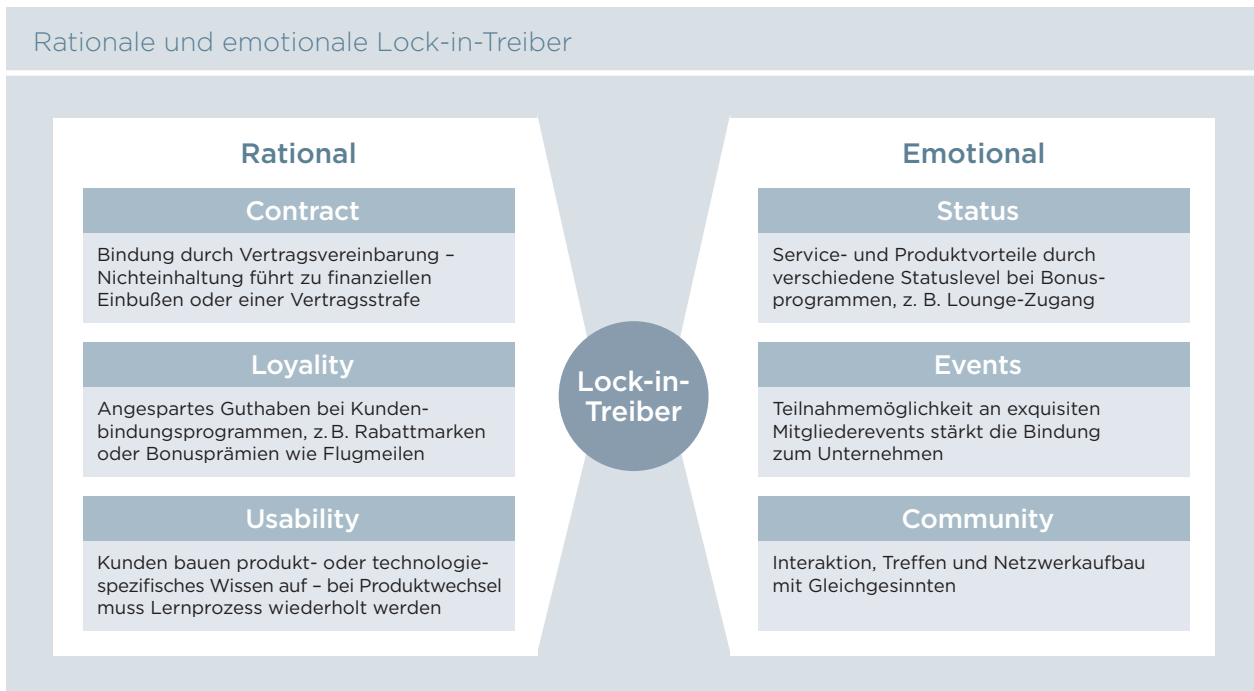 Rationale und emotionale Lock-in-Treiber
Rational
Contract
Bindung durch Vertragsvereinbarung –
Nichteinhaltung führt zu finanziellen
Einbußen oder einer Vertragsstrafe
Loyality
Angespartes Guthaben bei Kunden-
bindungsprogrammen, z. B. Rabattmarken
oder Bonusprämien wie Flugmeilen
Usability
Kunden bauen produkt- oder technologie-
spezifisches Wissen auf – bei Produktwechsel
muss Lernprozess wiederholt werden
Lock-in-
Treiber
Emotional
Status
Service- und Produktvorteile durch
verschiedene Statuslevel bei Bonus-
programmen, z. B. Lounge-Zugang
Events
Teilnahmemöglichkeit an exquisiten
Mitgliederevents stärkt die Bindung
zum Unternehmen
Community
Interaktion, Treffen und Netzwerkaufbau
mit Gleichgesinnten